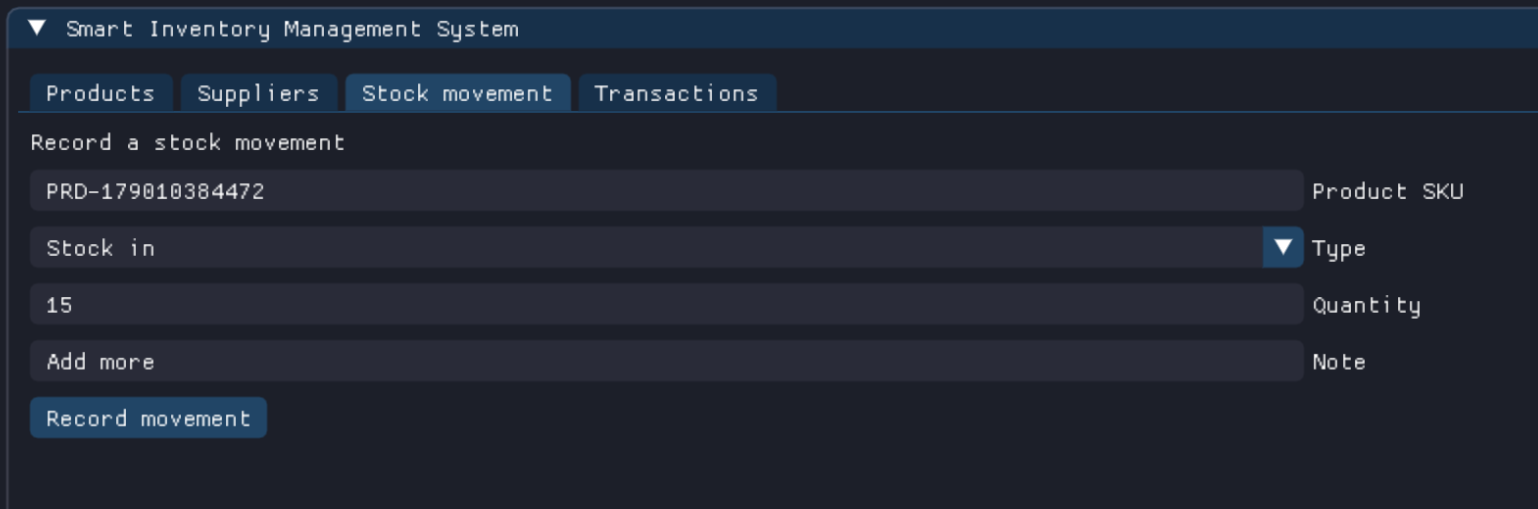 Smart Inventory Management System
Products Suppliers Stock movement Transactions
Record a stock movement
PRD-179010384472 Product SKU
Stock in Type
15 Quantity
Add more Note
Record movement